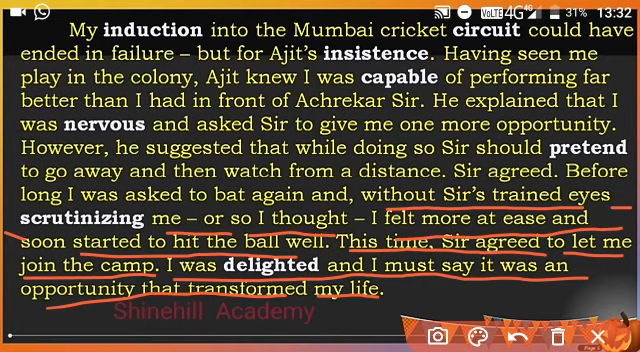 VoLTE 4G 4G 31% 13:32
My induction into the Mumbai cricket circuit could have
ended in failure – but for Ajit's insistence. Having seen me
play in the colony, Ajit knew I was capable of performing far
better than I had in front of Achrekar Sir. He explained that I
was nervous and asked Sir to give me one more opportunity.
However, he suggested that while doing so Sir should pretend
to go away and then watch from a distance. Sir agreed. Before
long I was asked to bat again and, without Sir's trained eyes
scrutinizing me – or so I thought – I felt more at ease and
soon started to hit the ball well. This time, Sir agreed to let me
join the camp. I was delighted and I must say it was an
opportunity that transformed my life.
Shinehill Academy